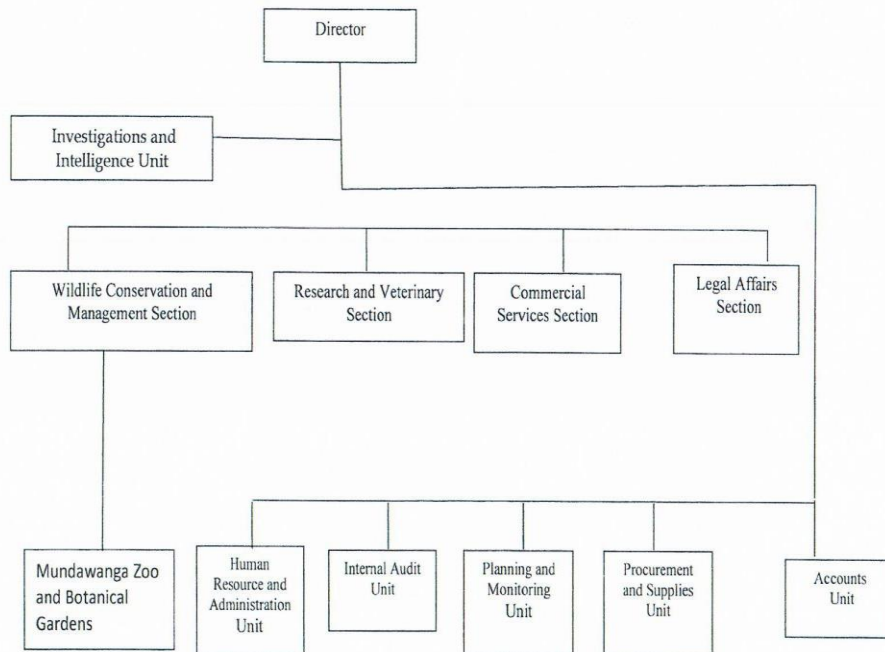 Director
Investigations and
Intelligence Unit
Wildlife Conservation and
Management Section
Research and Veterinary
Section
Commercial
Services Section
Legal Affairs
Section
Mundawanga Zoo
and Botanical
Gardens
Human
Resource and
Administration
Unit
Internal Audit
Unit
Planning and
Monitoring
Unit
Procurement
and Supplies
Unit
Accounts
Unit